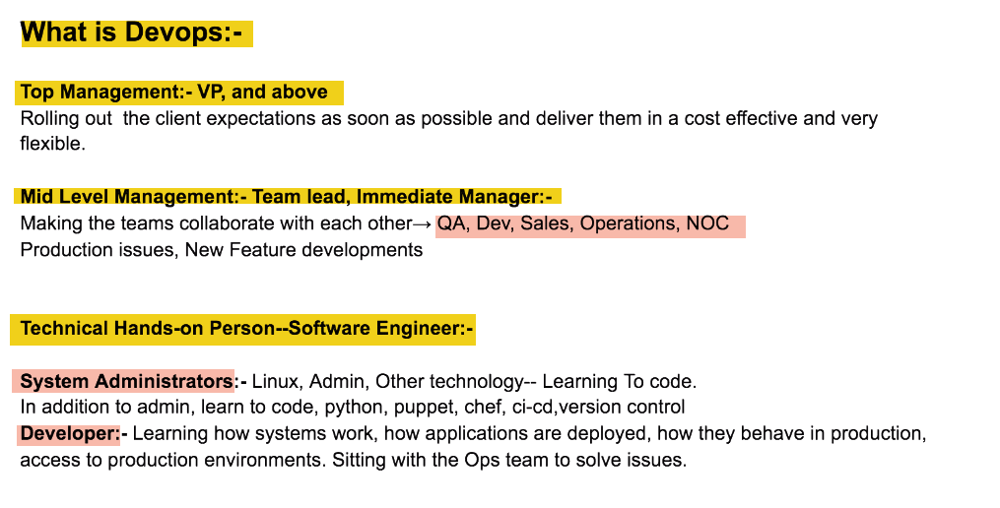 What is Devops:-
Top Management:- VP, and above
Rolling out  the client expectations as soon as possible and deliver them in a cost effective and very
flexible.
Mid Level Management:- Team lead, Immediate Manager:-
Making the teams collaborate with each other→ QA, Dev, Sales, Operations, NOC
Production issues, New Feature developments
Technical Hands-on Person--Software Engineer:-
System Administrators:- Linux, Admin, Other technology-- Learning To code.
In addition to admin, learn to code, python, puppet, chef, ci-cd,version control
Developer:- Learning how systems work, how applications are deployed, how they behave in production,
access to production environments. Sitting with the Ops team to solve issues.